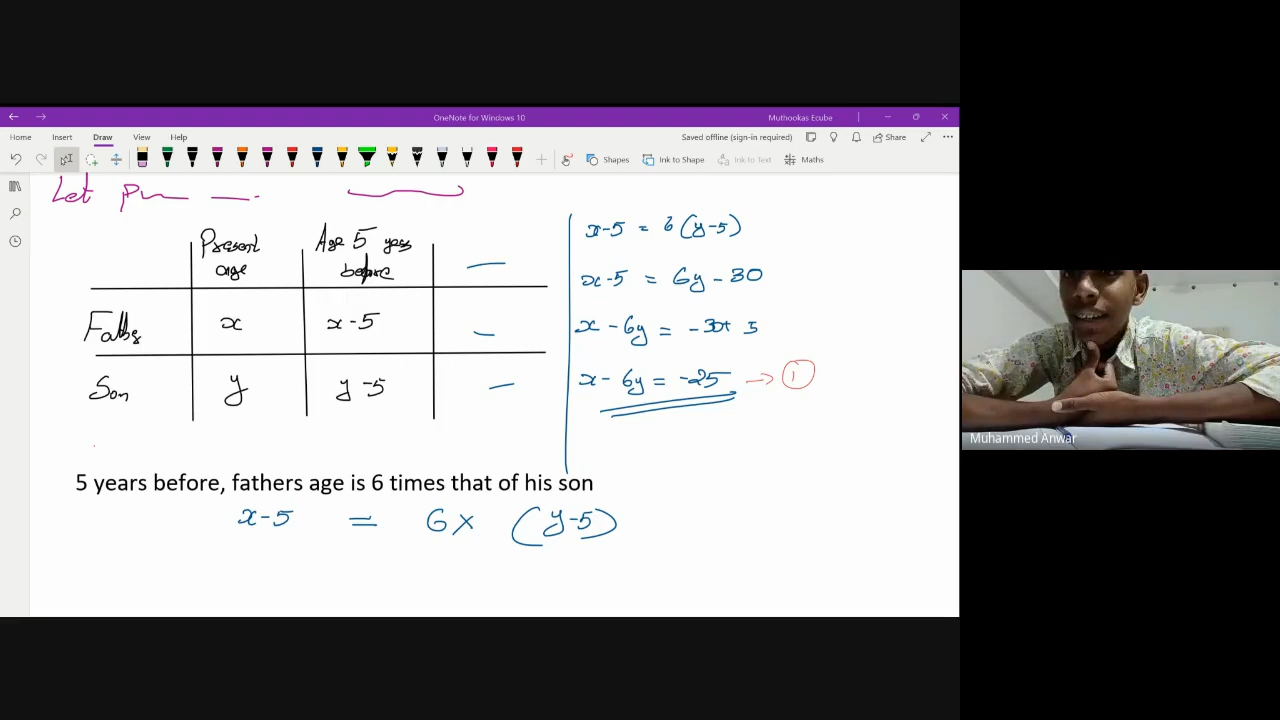 OneNote for Windows 10
Muthookas Ecube
Home Insert Draw View Help
Saved offline (sign-in required)
Share
Shapes
Ink to Shape
Ink to Text
Maths
Let
Present age
Age 5 years before
Father x x-5
Son y y-5
x-5 = 6(y-5)
x-5 = 6y-30
x-6y = -30+5
x-6y = -25 → 1
5 years before, fathers age is 6 times that of his son
x-5 = 6× (y-5)
Muhammed Anwar